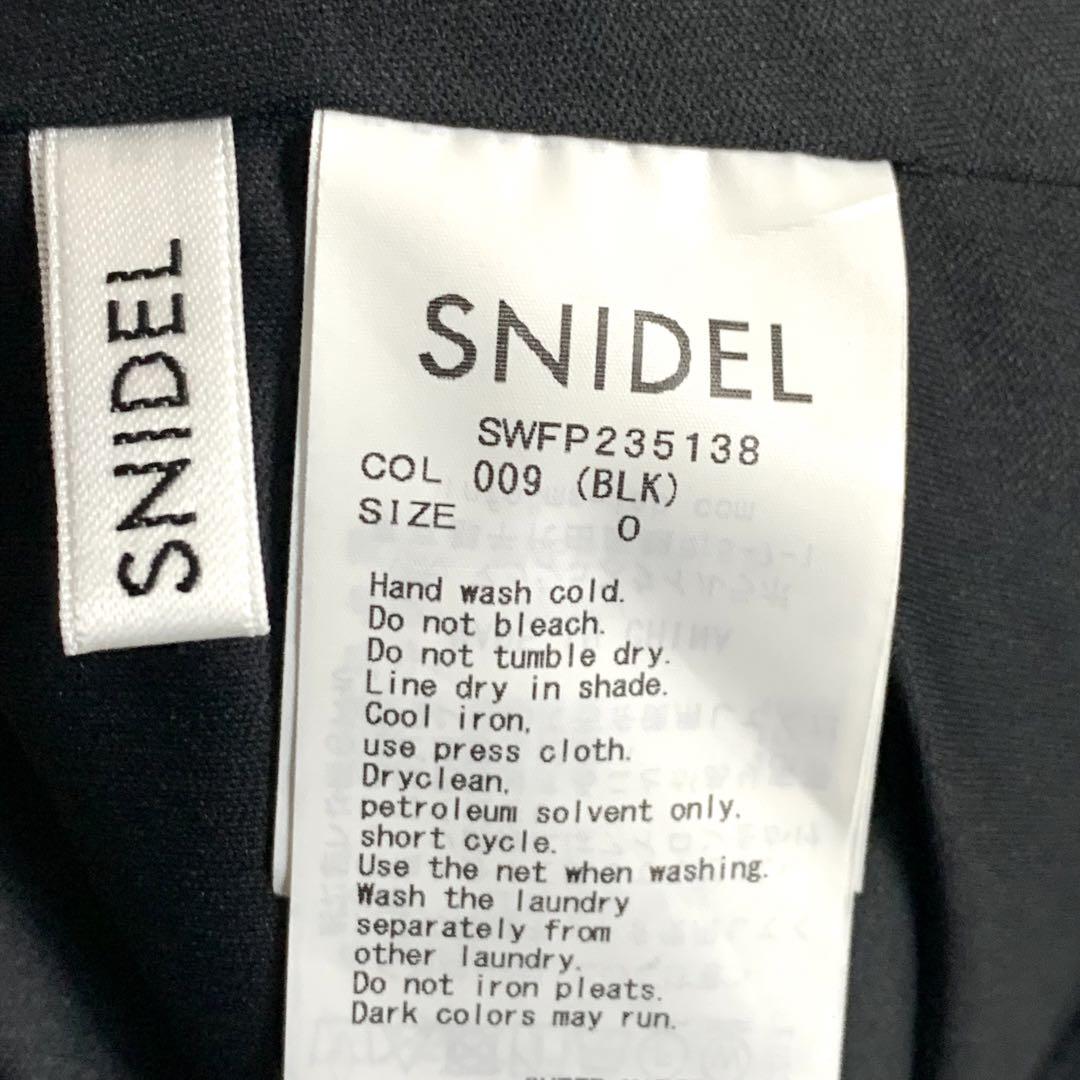 SNIDEL
SNIDEL
SWFP235138
COL 009 (BLK)
SIZE 0
Hand wash cold.
Do not bleach.
Do not tumble dry.
Line dry in shade.
Cool iron,
use press cloth.
Dryclean,
petroleum solvent only.
short cycle.
Use the net when washing.
Wash the laundry
separately from
other laundry.
Do not iron pleats.
Dark colors may run.